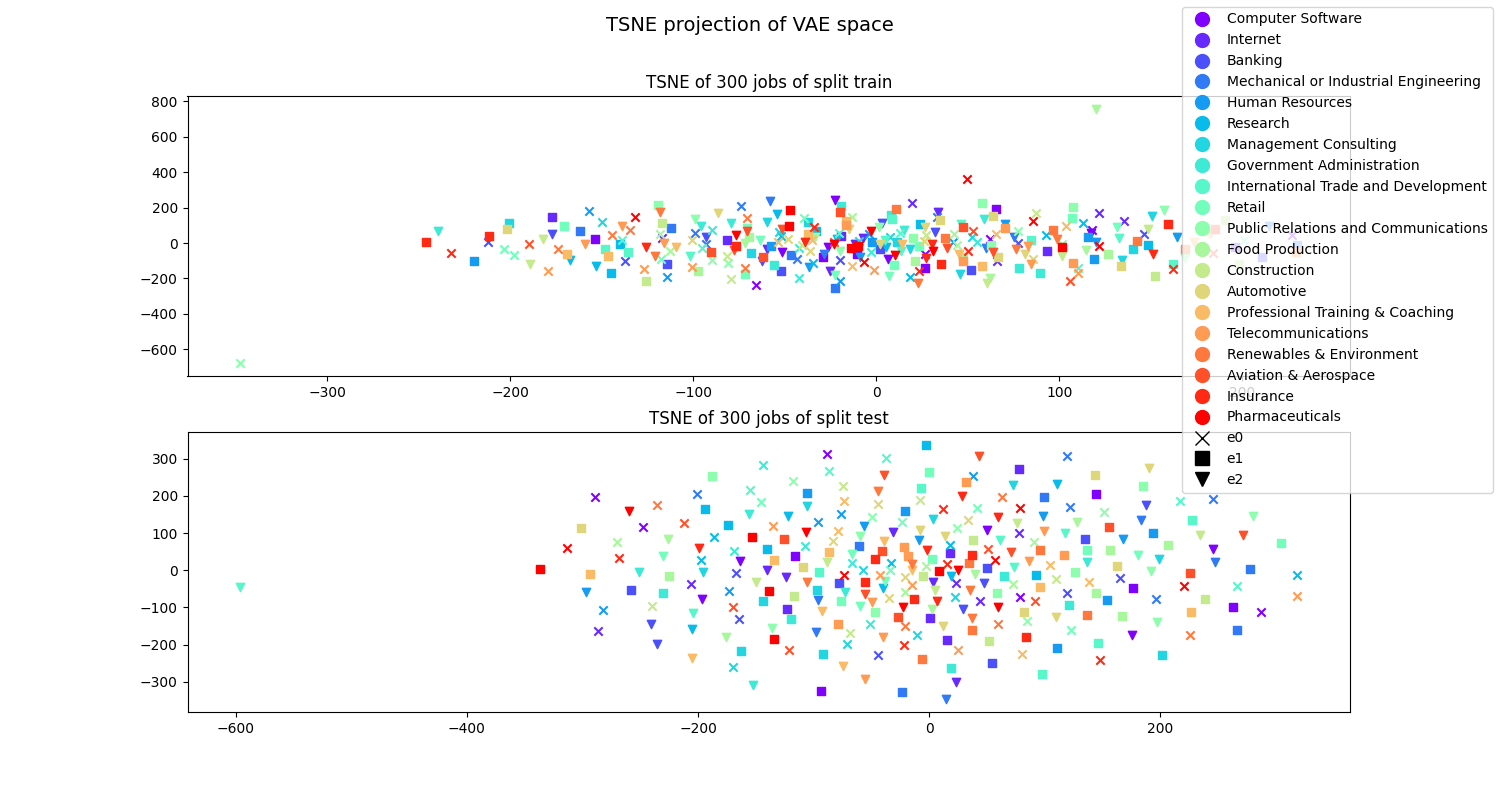 TSNE projection of VAE space
TSNE of 300 jobs of split train
800
600
400
200
0
−200
−400
−600
−300
−200
−100
0
100
200
TSNE of 300 jobs of split test
300
200
100
0
−100
−200
−300
−600
−400
−200
0
200
Computer Software
Internet
Banking
Mechanical or Industrial Engineering
Human Resources
Research
Management Consulting
Government Administration
International Trade and Development
Retail
Public Relations and Communications
Food Production
Construction
Automotive
Professional Training & Coaching
Telecommunications
Renewables & Environment
Aviation & Aerospace
Insurance
Pharmaceuticals
e0
e1
e2